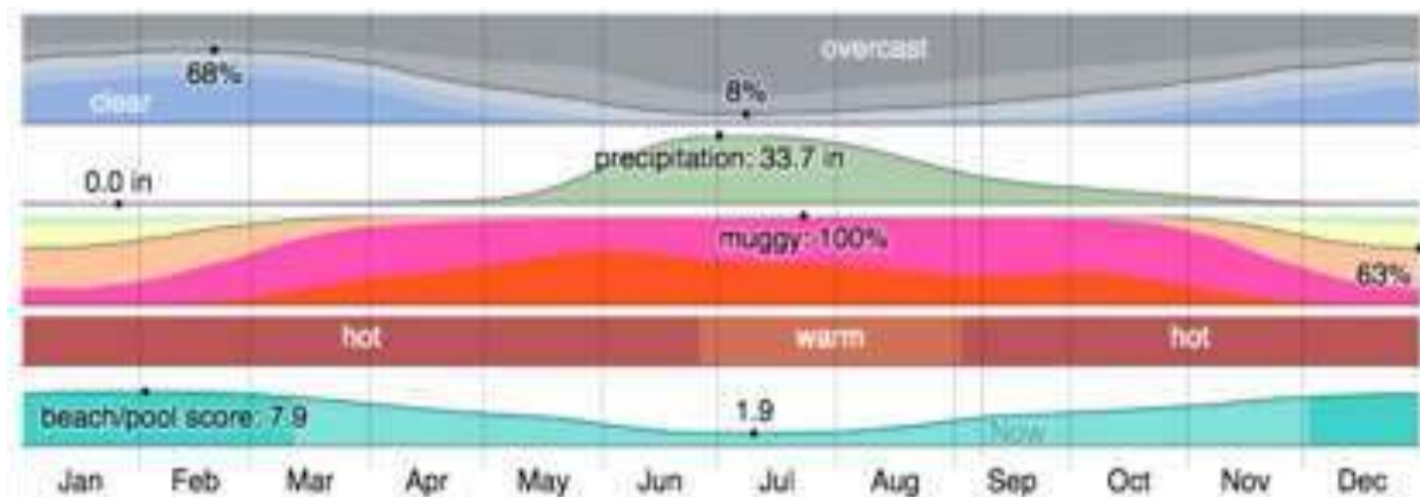 overcast
68%
clear
8%
precipitation: 33.7 in
0.0 in
muggy: 100%
63%
hot warm hot
beach/pool score: 7.9
1.9
Now
Jan Feb Mar Apr May Jun Jul Aug Sep Oct Nov Dec